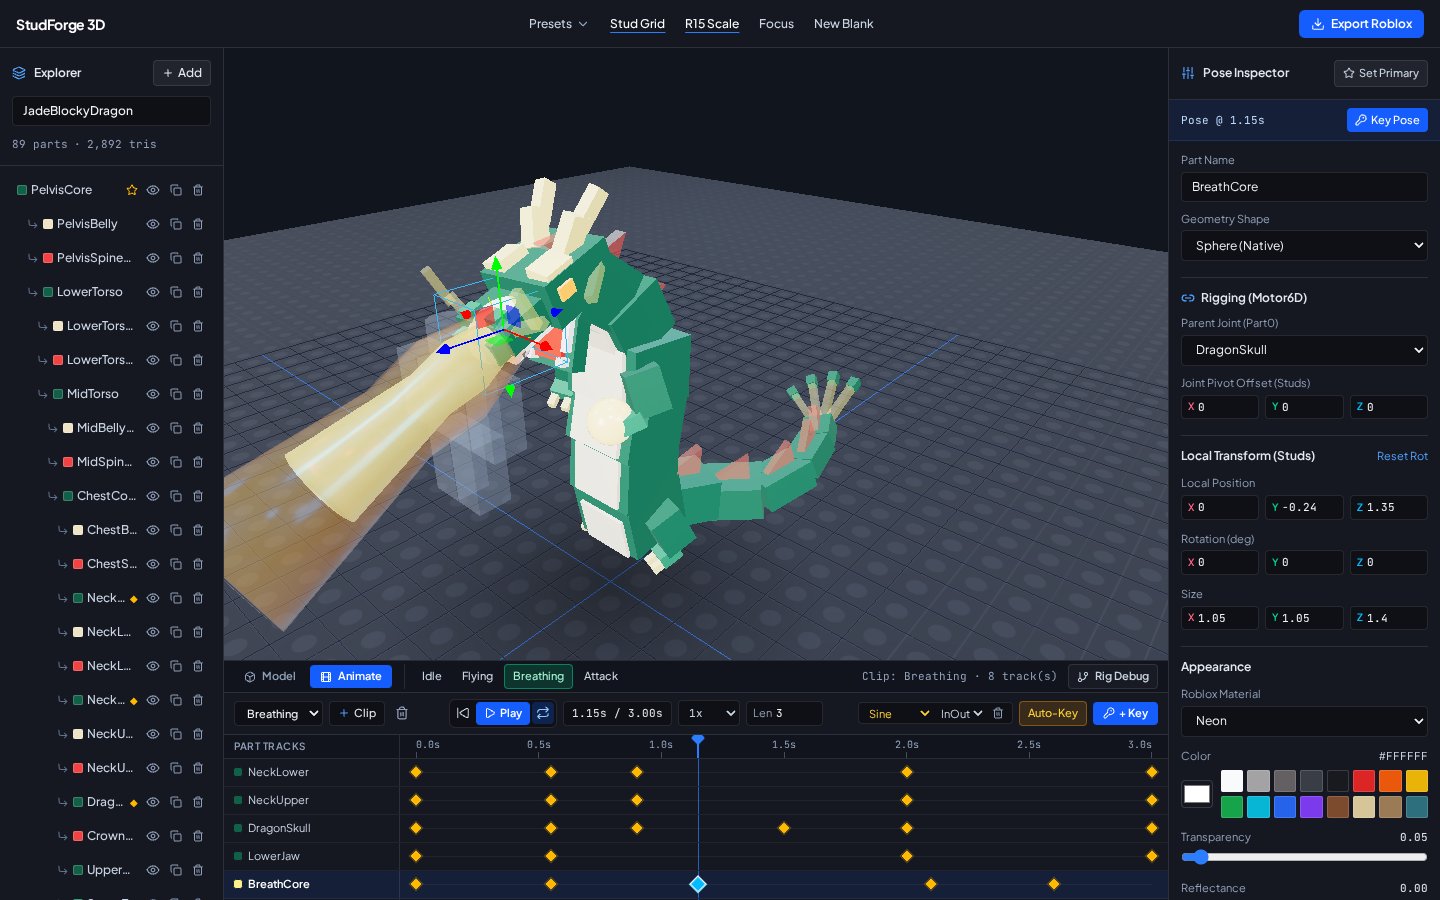 StudForge 3D
Presets
Stud Grid
R15 Scale
Focus
New Blank
Export Roblox
Explorer
+ Add
JadeBlockyDragon
89 parts · 2,892 tris
PelvisCore
PelvisBelly
PelvisSpine...
LowerTorso
LowerTors...
LowerTors...
MidTorso
MidBelly...
MidSpin...
ChestCo...
ChestB...
ChestS...
Neck...
NeckL...
NeckL...
Neck...
NeckU...
NeckU...
Drag...
Crown...
Upper...
Model
Animate
Idle
Flying
Breathing
Attack
Clip: Breathing · 8 track(s)
Rig Debug
Breathing
+ Clip
Play
1.15s / 3.00s
1x
Len 3
Sine
InOut
Auto-Key
+ Key
PART TRACKS
0.0s 0.5s 1.0s 1.5s 2.0s 2.5s 3.0s
NeckLower
NeckUpper
DragonSkull
LowerJaw
BreathCore
Pose Inspector
Set Primary
Pose @ 1.15s
Key Pose
Part Name
BreathCore
Geometry Shape
Sphere (Native)
Rigging (Motor6D)
Parent Joint (Part0)
DragonSkull
Joint Pivot Offset (Studs)
X 0 Y 0 Z 0
Local Transform (Studs)
Reset Rot
Local Position
X 0 Y -0.24 Z 1.35
Rotation (deg)
X 0 Y 0 Z 0
Size
X 1.05 Y 1.05 Z 1.4
Appearance
Roblox Material
Neon
Color #FFFFFF
Transparency 0.05
Reflectance 0.00